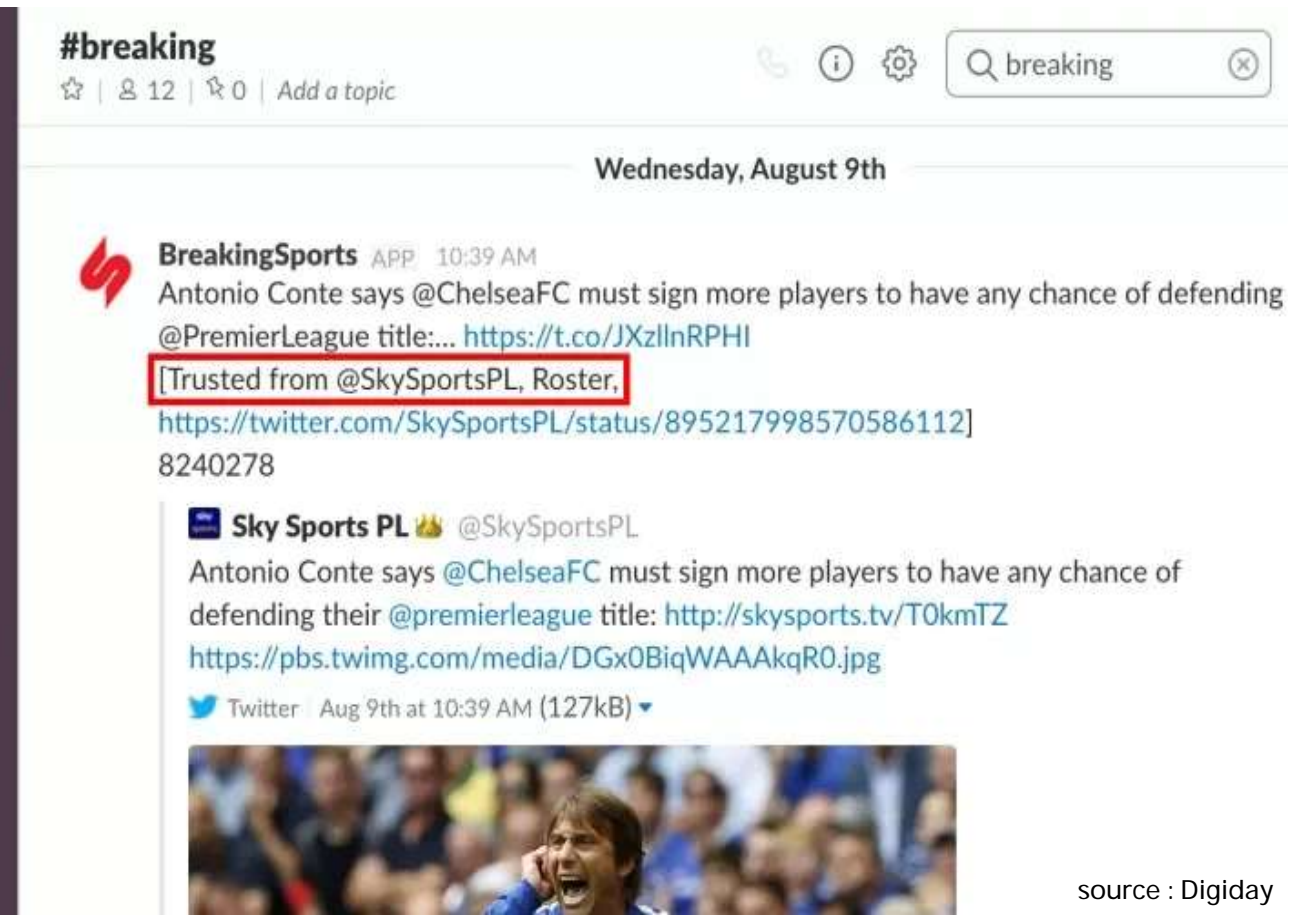 #breaking
12 | 0 | Add a topic
breaking
Wednesday, August 9th
BreakingSports APP 10:39 AM
Antonio Conte says @ChelseaFC must sign more players to have any chance of defending
@PremierLeague title:... https://t.co/JXzllnRPHI
[Trusted from @SkySportsPL, Roster,
https://twitter.com/SkySportsPL/status/895217998570586112]
8240278
Sky Sports PL @SkySportsPL
Antonio Conte says @ChelseaFC must sign more players to have any chance of
defending their @premierleague title: http://skysports.tv/T0kmTZ
https://pbs.twimg.com/media/DGx0BiqWAAAkqR0.jpg
Twitter | Aug 9th at 10:39 AM (127kB)
source : Digiday